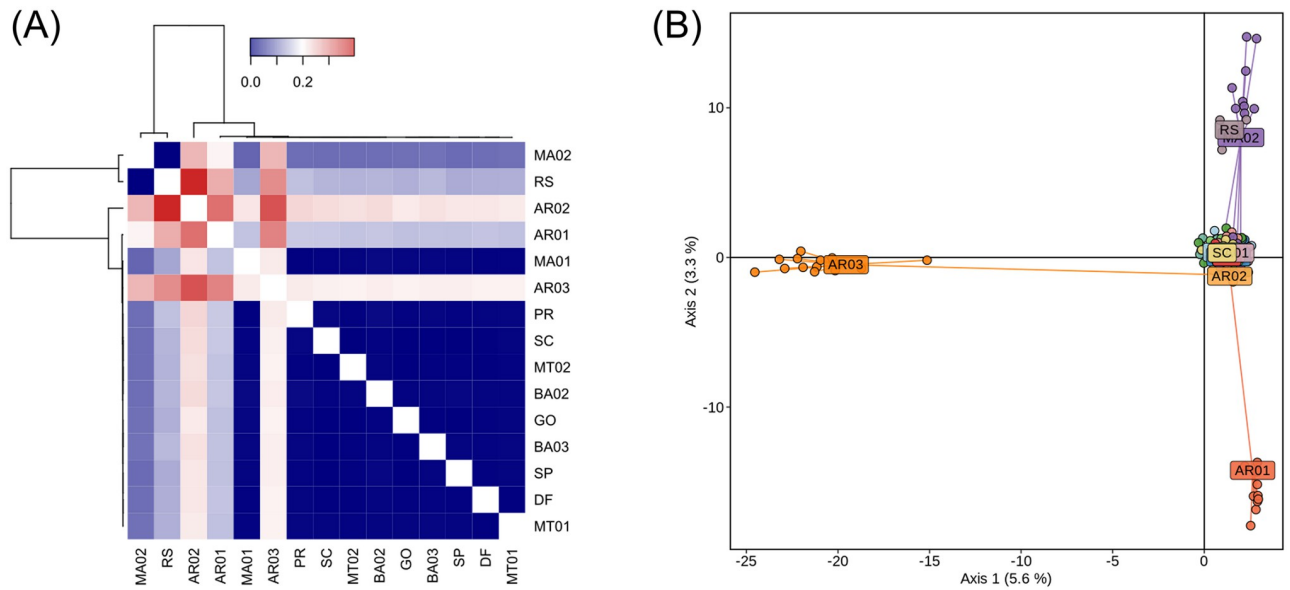 (A)
0.0 0.2
MA02
RS
AR02
AR01
MA01
AR03
PR
SC
MT02
BA02
GO
BA03
SP
DF
MT01
MA02 RS AR02 AR01 MA01 AR03 PR SC MT02 BA02 GO BA03 SP DF MT01
(B)
Axis 2 (3.3 %)
10
0
-10
RS
MA02
SC 01
AR03
AR02
AR01
-25 -20 -15 -10 -5 0
Axis 1 (5.6 %)